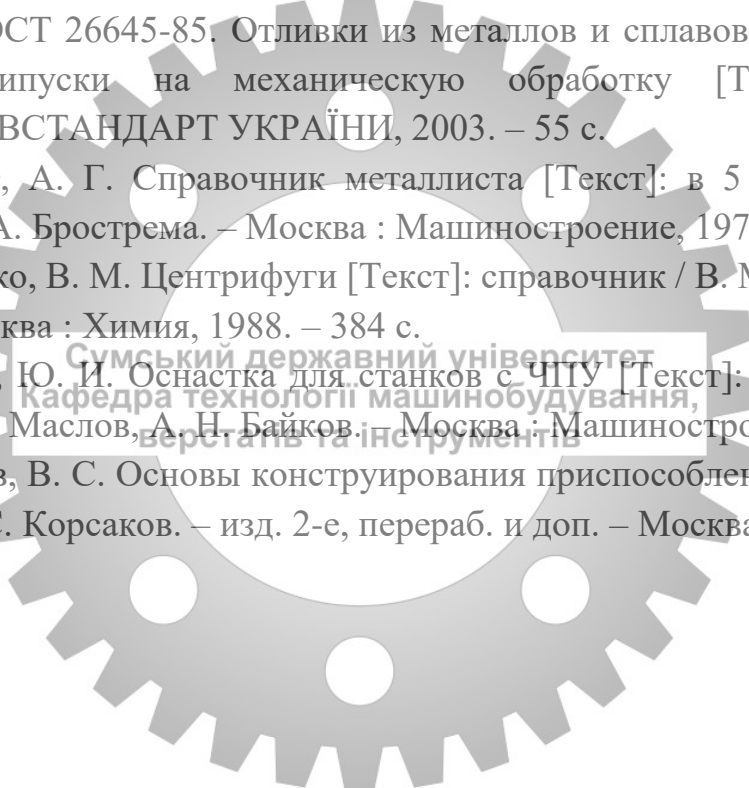 ОСТ 26645-85. Отливки из металлов и сплавов
ипуски на механическую обработку [Т
ВСТАНДАРТ УКРАЇНИ, 2003. – 55 с.
, А. Г. Справочник металлиста [Текст]: в 5
А. Брострема. – Москва : Машиностроение, 197
ко, В. М. Центрифуги [Текст]: справочник / В. М
ква : Химия, 1988. – 384 с.
Сумський державний університет
, Ю. И. Оснастка для станков с ЧПУ [Текст]:
Кафедра технології машинобудування,
Маслов, А. Н. Байков. – Москва : Машиностро
верстатів та інструментів
в, В. С. Основы конструирования приспособлен
С. Корсаков. – изд. 2-е, перераб. и доп. – Москва